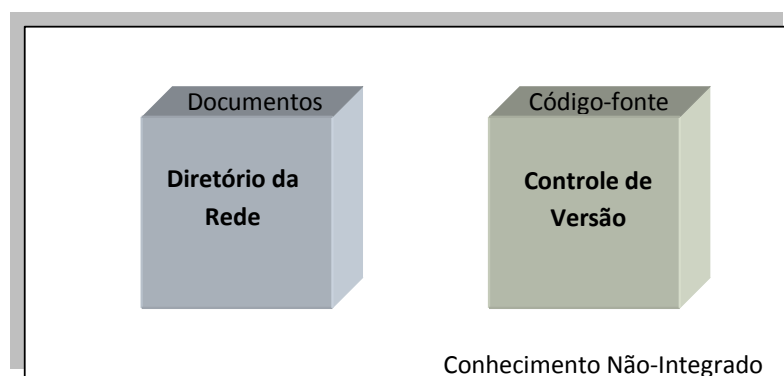 Documentos
Diretório da
Rede
Código-fonte
Controle de
Versão
Conhecimento Não-Integrado